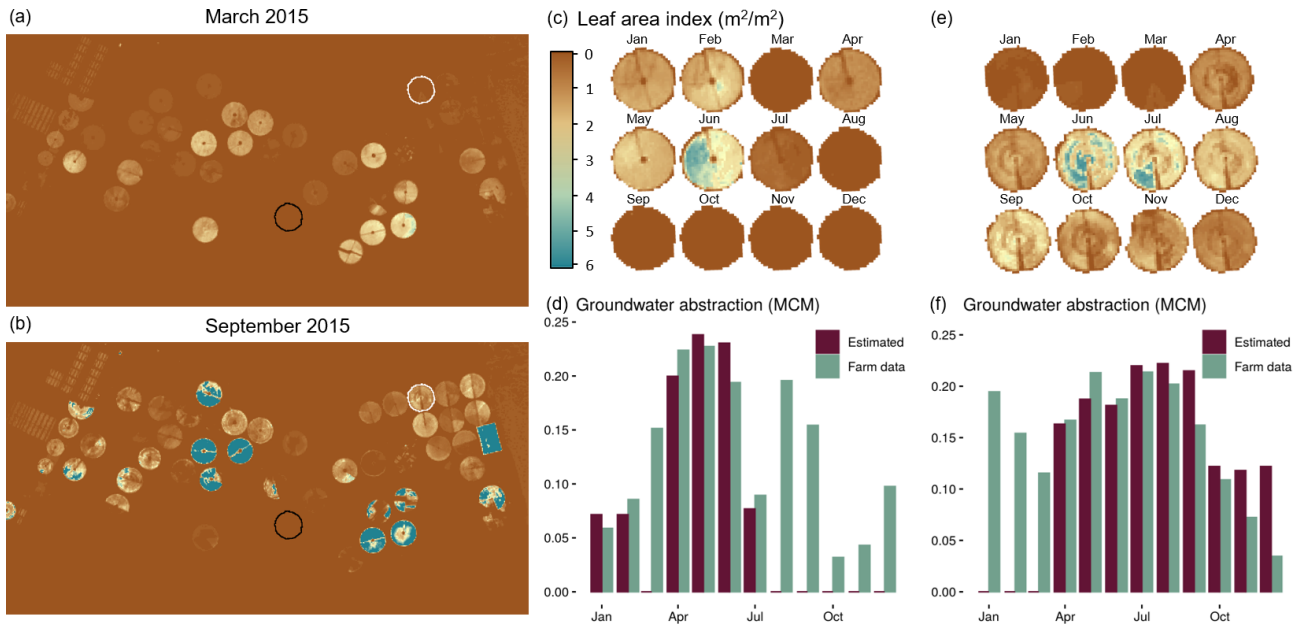 (a) March 2015
(b) September 2015
(c) Leaf area index (m²/m²)
0
1
2
3
4
5
6
Jan Feb Mar Apr
May Jun Jul Aug
Sep Oct Nov Dec
(d) Groundwater abstraction (MCM)
0.25
0.20
0.15
0.10
0.05
0.00
Estimated
Farm data
Jan Apr Jul Oct
(e)
Jan Feb Mar Apr
May Jun Jul Aug
Sep Oct Nov Dec
(f) Groundwater abstraction (MCM)
0.25
0.20
0.15
0.10
0.05
0.00
Estimated
Farm data
Jan Apr Jul Oct